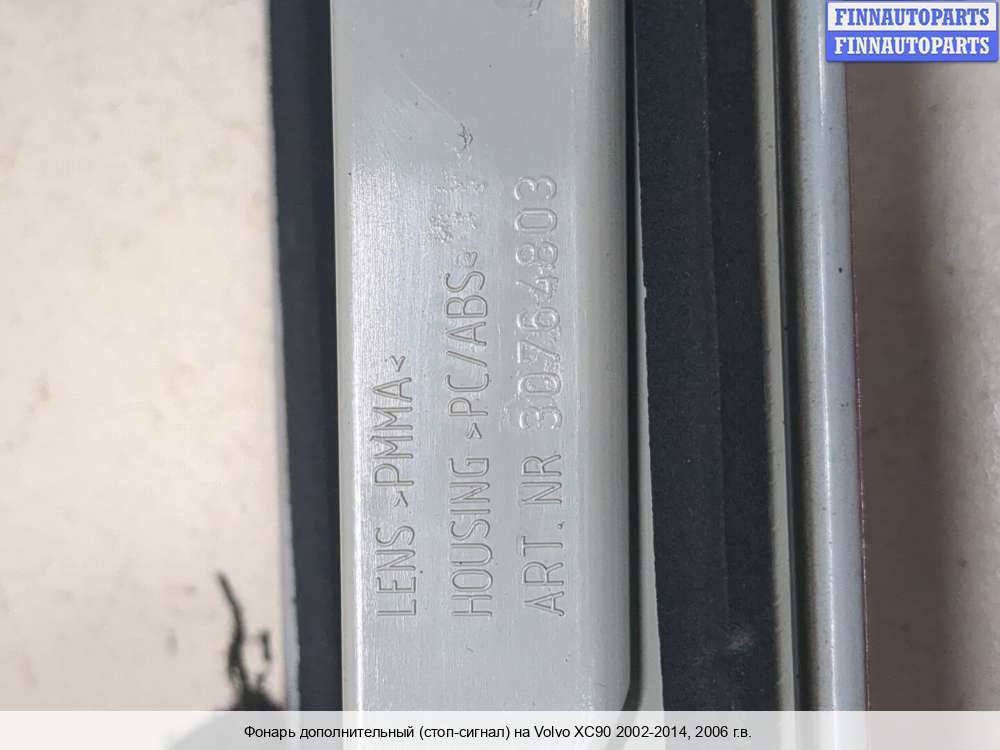 FINNAUTOPARTS
FINNAUTOPARTS
LENS >PMMA<
HOUSING >PC/ABS<
ART. NR 30764803
Фонарь дополнительный (стоп-сигнал) на Volvo XC90 2002-2014, 2006 г.в.